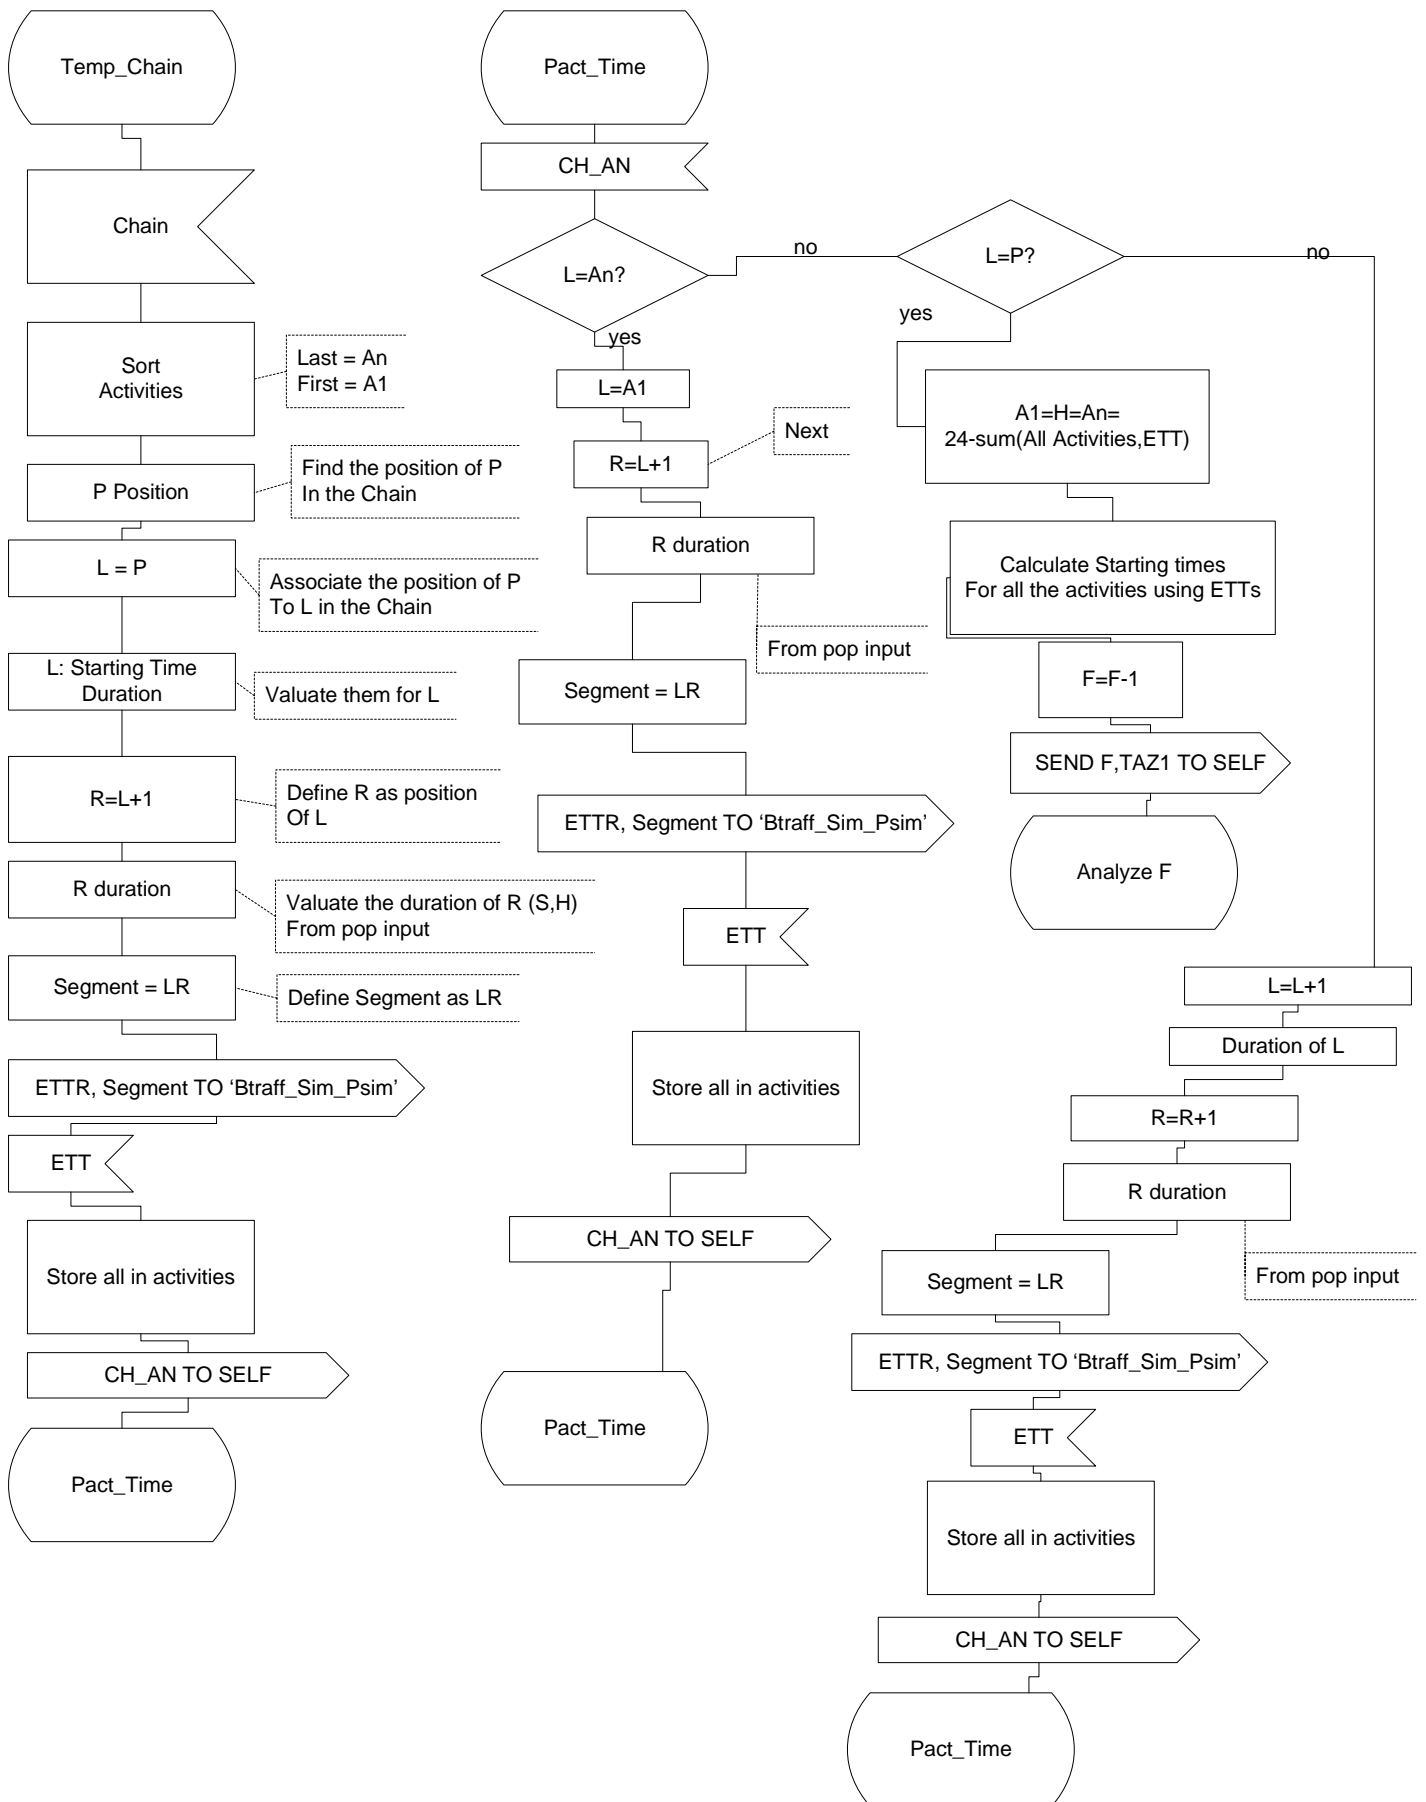 Temp_Chain
Chain
Sort
Activities
Last = An
First = A1
P Position
Find the position of P
In the Chain
L = P
Associate the position of P
To L in the Chain
L: Starting Time
Duration
Valuate them for L
R=L+1
Define R as position
Of L
R duration
Valuate the duration of R (S,H)
From pop input
Segment = LR
Define Segment as LR
ETTR, Segment TO ‘Btraff_Sim_Psim’
ETT
Store all in activities
CH_AN TO SELF
Pact_Time
Pact_Time
CH_AN
L=An?
no
yes
L=A1
R=L+1
Next
R duration
From pop input
Segment = LR
ETTR, Segment TO ‘Btraff_Sim_Psim’
ETT
Store all in activities
CH_AN TO SELF
Pact_Time
L=P?
no
yes
A1=H=An=
24-sum(All Activities,ETT)
Calculate Starting times
For all the activities using ETTs
F=F-1
SEND F,TAZ1 TO SELF
Analyze F
L=L+1
Duration of L
R=R+1
R duration
From pop input
Segment = LR
ETTR, Segment TO ‘Btraff_Sim_Psim’
ETT
Store all in activities
CH_AN TO SELF
Pact_Time